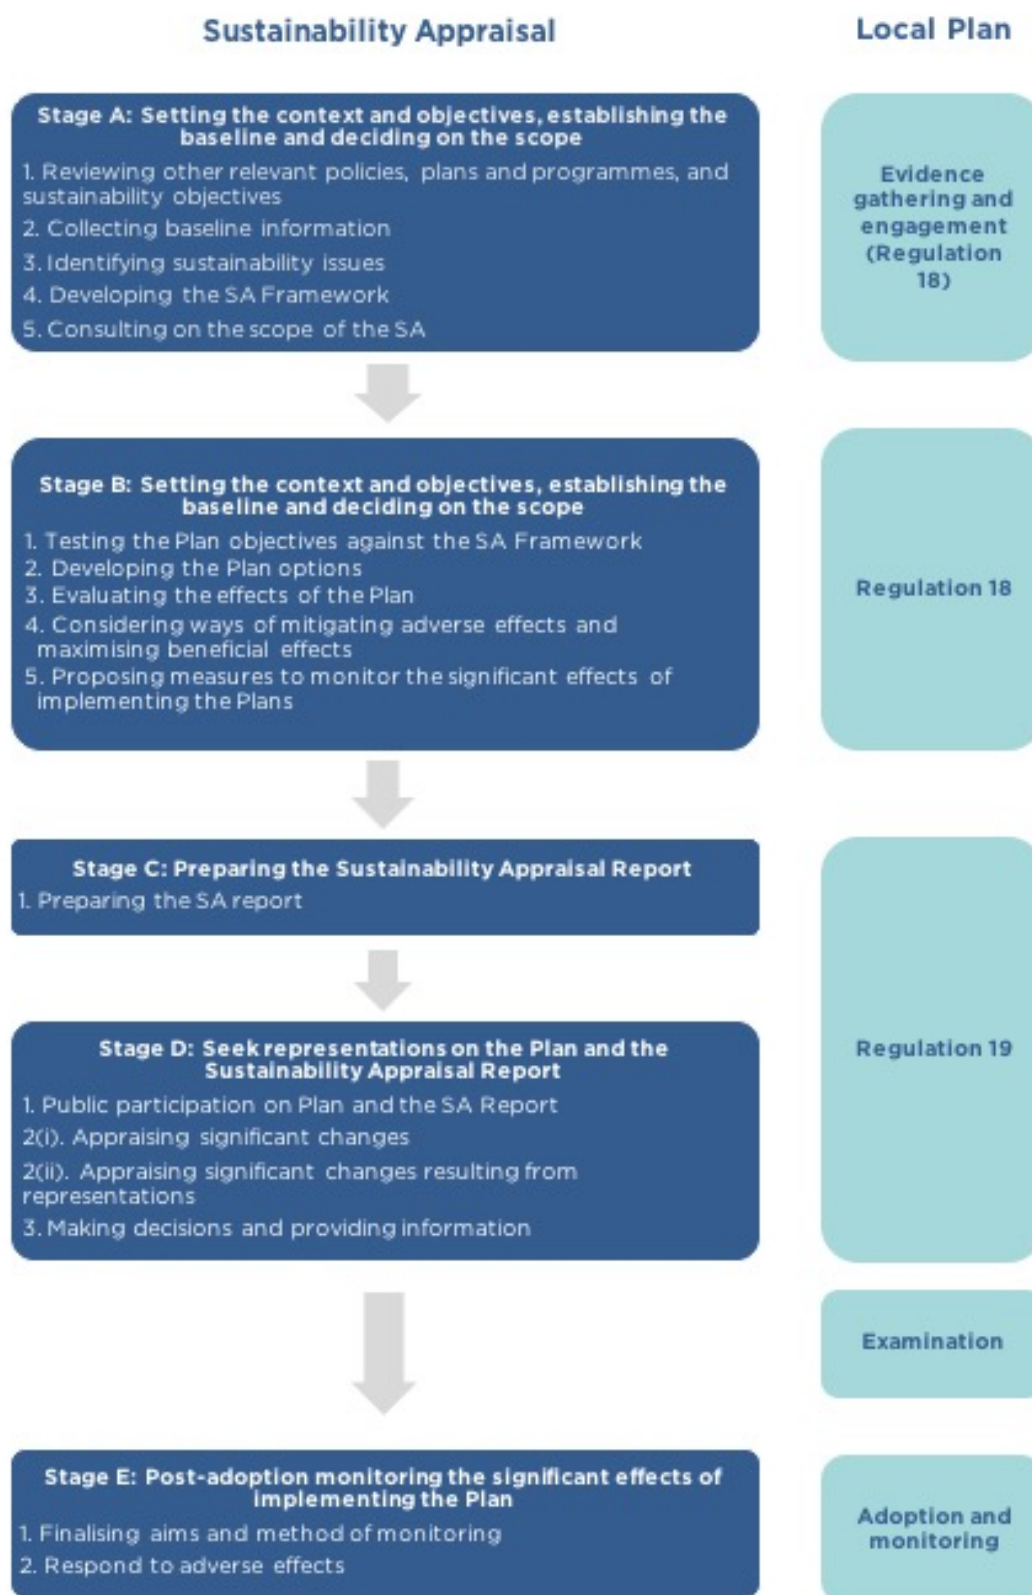 Sustainability Appraisal
Local Plan
Stage A: Setting the context and objectives, establishing the
baseline and deciding on the scope
1. Reviewing other relevant policies, plans and programmes, and
sustainability objectives
2. Collecting baseline information
3. Identifying sustainability issues
4. Developing the SA Framework
5. Consulting on the scope of the SA
Evidence
gathering and
engagement
(Regulation
18)
Stage B: Setting the context and objectives, establishing the
baseline and deciding on the scope
1. Testing the Plan objectives against the SA Framework
2. Developing the Plan options
3. Evaluating the effects of the Plan
4. Considering ways of mitigating adverse effects and
maximising beneficial effects
5. Proposing measures to monitor the significant effects of
implementing the Plans
Regulation 18
Stage C: Preparing the Sustainability Appraisal Report
1. Preparing the SA report
Stage D: Seek representations on the Plan and the
Sustainability Appraisal Report
1. Public participation on Plan and the SA Report
2(i). Appraising significant changes
2(ii). Appraising significant changes resulting from
representations
3. Making decisions and providing information
Regulation 19
Examination
Stage E: Post-adoption monitoring the significant effects of
implementing the Plan
1. Finalising aims and method of monitoring
2. Respond to adverse effects
Adoption and
monitoring